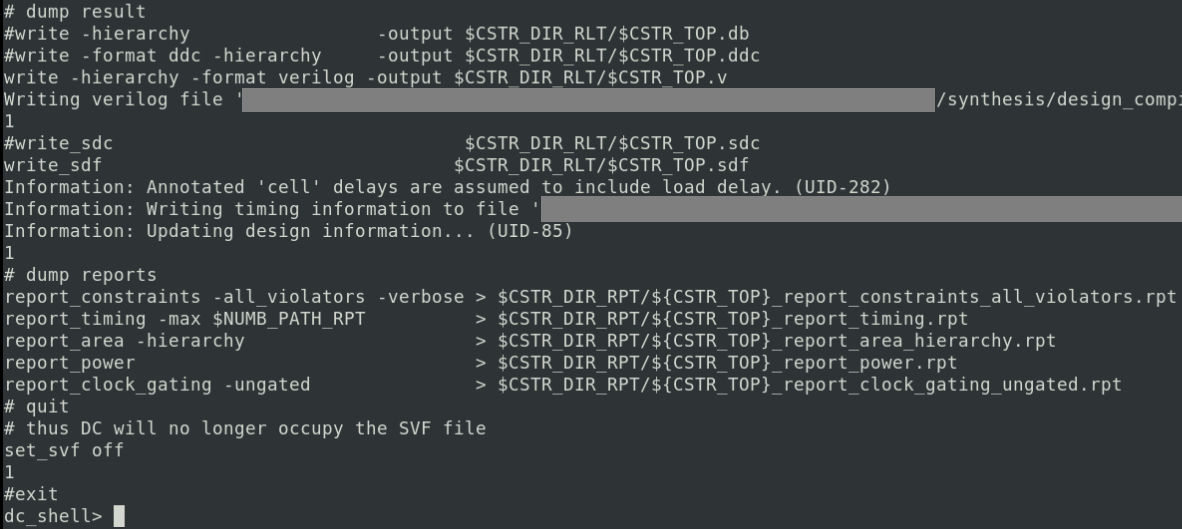 # dump result
#write -hierarchy                 -output $CSTR_DIR_RLT/$CSTR_TOP.db
#write -format ddc -hierarchy     -output $CSTR_DIR_RLT/$CSTR_TOP.ddc
write -hierarchy -format verilog -output $CSTR_DIR_RLT/$CSTR_TOP.v
Writing verilog file '/synthesis/design_compi
1
#write_sdc                                $CSTR_DIR_RLT/$CSTR_TOP.sdc
write_sdf                                $CSTR_DIR_RLT/$CSTR_TOP.sdf
Information: Annotated 'cell' delays are assumed to include load delay. (UID-282)
Information: Writing timing information to file '
Information: Updating design information... (UID-85)
1
# dump reports
report_constraints -all_violators -verbose > $CSTR_DIR_RPT/${CSTR_TOP}_report_constraints_all_violators.rpt
report_timing -max $NUMB_PATH_RPT          > $CSTR_DIR_RPT/${CSTR_TOP}_report_timing.rpt
report_area -hierarchy                     > $CSTR_DIR_RPT/${CSTR_TOP}_report_area_hierarchy.rpt
report_power                               > $CSTR_DIR_RPT/${CSTR_TOP}_report_power.rpt
report_clock_gating -ungated               > $CSTR_DIR_RPT/${CSTR_TOP}_report_clock_gating_ungated.rpt
# quit
# thus DC will no longer occupy the SVF file
set_svf off
1
#exit
dc_shell>